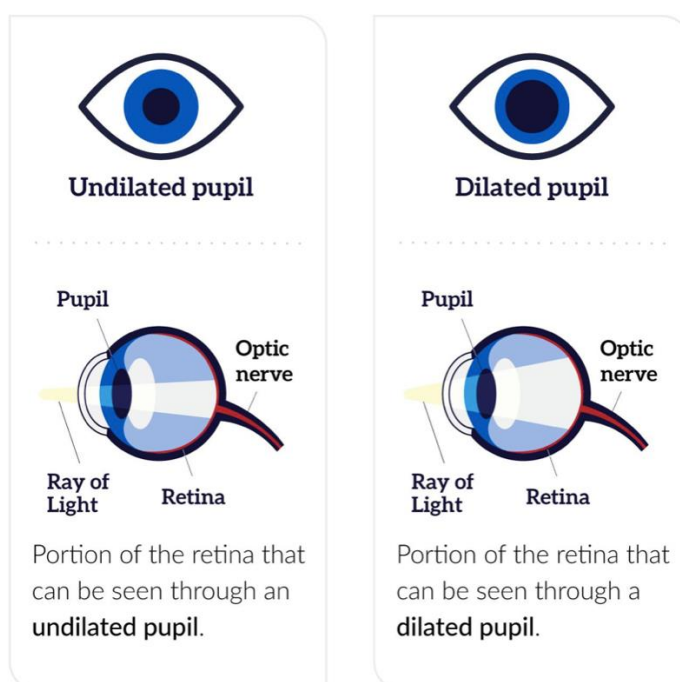 Undilated pupil
Pupil
Optic
nerve
Ray of
Light
Retina
Portion of the retina that
can be seen through an
undilated pupil.
Dilated pupil
Pupil
Optic
nerve
Ray of
Light
Retina
Portion of the retina that
can be seen through a
dilated pupil.